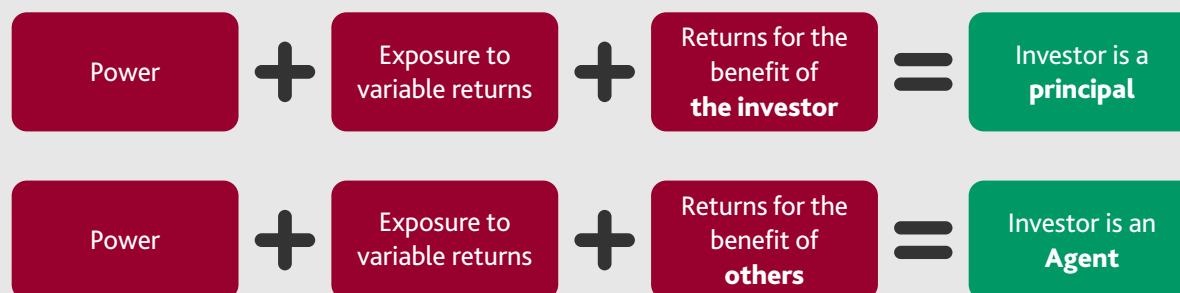 Power
Exposure to
variable returns
Returns for the
benefit of
the investor
Investor is a
principal
Power
Exposure to
variable returns
Returns for the
benefit of
others
Investor is an
Agent